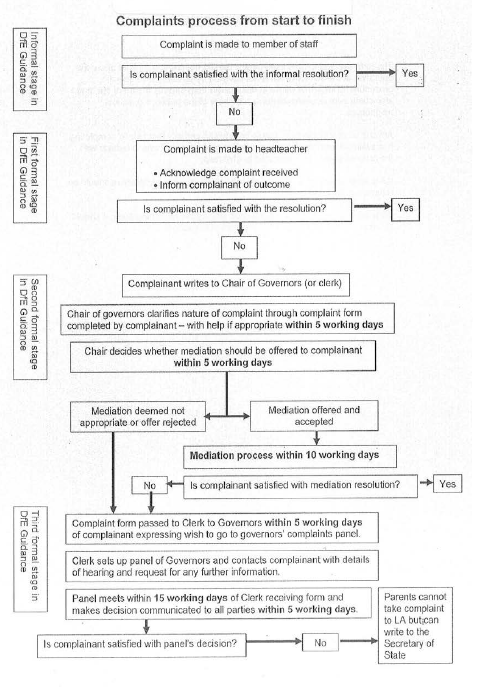 Complaints process from start to finish
Informal stage in
DfE Guidance
Complaint is made to member of staff
Is complainant satisfied with the informal resolution?
Yes
No
First formal stage
in DfE Guidance
Complaint is made to headteacher
• Acknowledge complaint received
• Inform complainant of outcome
Is complainant satisfied with the resolution?
Yes
No
Second formal stage
in DfE Guidance
Complainant writes to Chair of Governors (or clerk)
Chair of governors clarifies nature of complaint through complaint form
completed by complainant – with help if appropriate within 5 working days
Chair decides whether mediation should be offered to complainant
within 5 working days
Mediation deemed not
appropriate or offer rejected
Mediation offered and
accepted
Mediation process within 10 working days
Is complainant satisfied with mediation resolution?
Yes
No
Third formal stage in
DfE Guidance
Complaint form passed to Clerk to Governors within 5 working days
of complainant expressing wish to go to governors' complaints panel.
Clerk sets up panel of Governors and contacts complainant with details
of hearing and request for any further information.
Panel meets within 15 working days of Clerk receiving form and
makes decision communicated to all parties within 5 working days.
Is complainant satisfied with panel's decision?
No
Parents cannot
take complaint
to LA but can
write to the
Secretary of
State